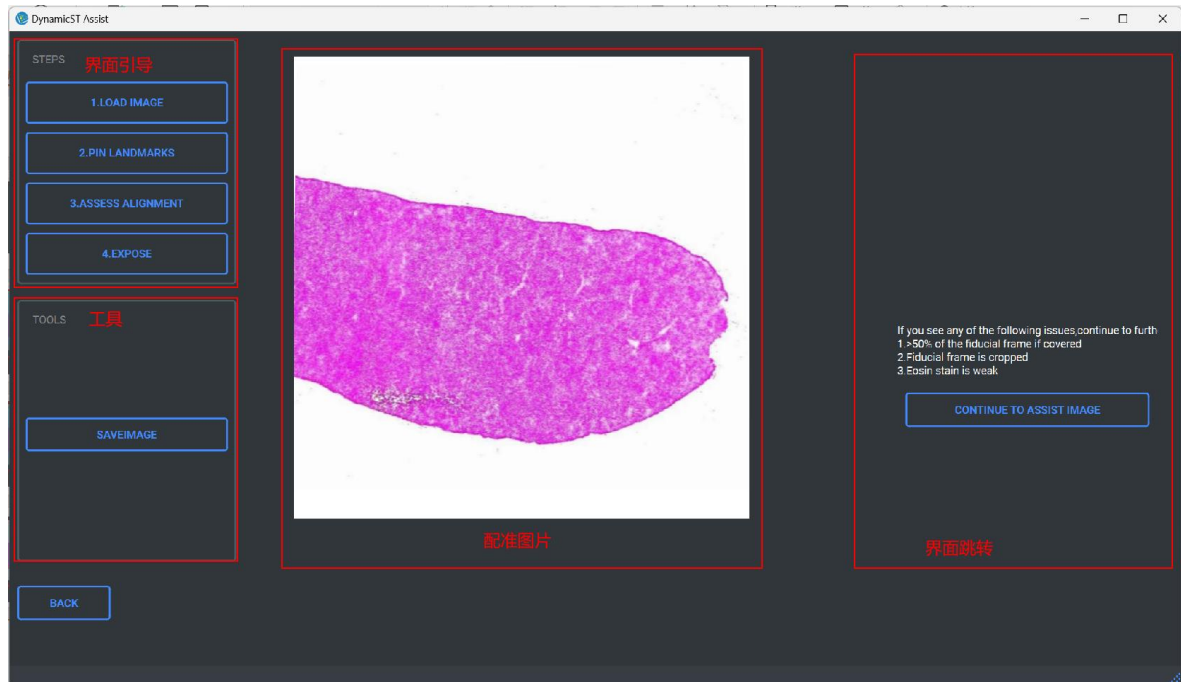 DynamicST Assist
STEPS 界面引导
1.LOAD IMAGE
2.PIN LANDMARKS
3.ASSESS ALIGNMENT
4.EXPOSE
TOOLS 工具
SAVEIMAGE
BACK
配准图片
If you see any of the following issues,continue to furth
1.>50% of the fiducial frame if covered
2.Fiducial frame is cropped
3.Eosin stain is weak
CONTINUE TO ASSIST IMAGE
界面跳转